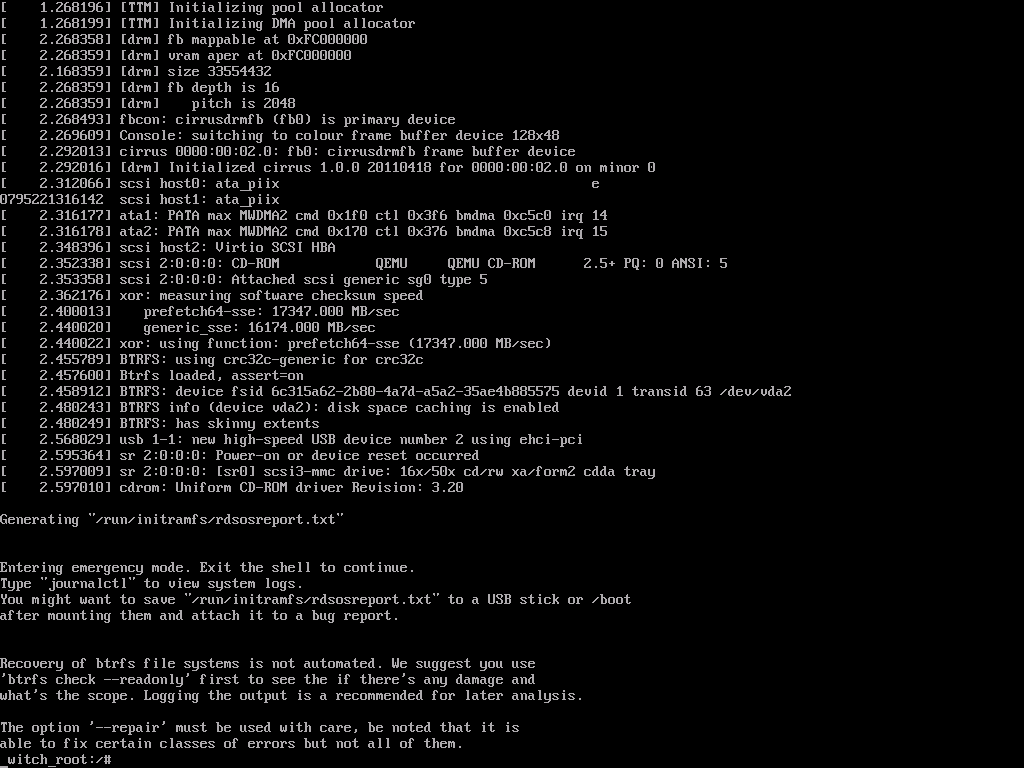 [    1.268196] [TTM] Initializing pool allocator
[    1.268199] [TTM] Initializing DMA pool allocator
[    2.268358] [drm] fb mappable at 0xFC000000
[    2.268359] [drm] vram aper at 0xFC000000
[    2.168359] [drm] size 33554432
[    2.268359] [drm] fb depth is 16
[    2.268359] [drm]    pitch is 2048
[    2.268493] fbcon: cirrusdrmfb (fb0) is primary device
[    2.269609] Console: switching to colour frame buffer device 128x48
[    2.292013] cirrus 0000:00:02.0: fb0: cirrusdrmfb frame buffer device
[    2.292016] [drm] Initialized cirrus 1.0.0 20110418 for 0000:00:02.0 on minor 0
[    2.312066] scsi host0: ata_piix                                       e
0795221316142  scsi host1: ata_piix
[    2.316177] ata1: PATA max MWDMA2 cmd 0x1f0 ctl 0x3f6 bmdma 0xc5c0 irq 14
[    2.316178] ata2: PATA max MWDMA2 cmd 0x170 ctl 0x376 bmdma 0xc5c8 irq 15
[    2.348396] scsi host2: Virtio SCSI HBA
[    2.352338] scsi 2:0:0:0: CD-ROM            QEMU     QEMU CD-ROM      2.5+ PQ: 0 ANSI: 5
[    2.353358] scsi 2:0:0:0: Attached scsi generic sg0 type 5
[    2.362176] xor: measuring software checksum speed
[    2.400013]    prefetch64-sse: 17347.000 MB/sec
[    2.440020]    generic_sse: 16174.000 MB/sec
[    2.440022] xor: using function: prefetch64-sse (17347.000 MB/sec)
[    2.455789] BTRFS: using crc32c-generic for crc32c
[    2.457600] Btrfs loaded, assert=on
[    2.458912] BTRFS: device fsid 6c315a62-2b80-4a7d-a5a2-35ae4b885575 devid 1 transid 63 /dev/vda2
[    2.480243] BTRFS info (device vda2): disk space caching is enabled
[    2.480249] BTRFS: has skinny extents
[    2.568029] usb 1-1: new high-speed USB device number 2 using ehci-pci
[    2.595364] sr 2:0:0:0: Power-on or device reset occurred
[    2.597009] sr 2:0:0:0: [sr0] scsi3-mmc drive: 16x/50x cd/rw xa/form2 cdda tray
[    2.597010] cdrom: Uniform CD-ROM driver Revision: 3.20
Generating "/run/initramfs/rdsosreport.txt"
Entering emergency mode. Exit the shell to continue.
Type "journalctl" to view system logs.
You might want to save "/run/initramfs/rdsosreport.txt" to a USB stick or /boot
after mounting them and attach it to a bug report.
Recovery of btrfs file systems is not automated. We suggest you use
'btrfs check --readonly' first to see the if there's any damage and
what's the scope. Logging the output is a recommended for later analysis.
The option '--repair' must be used with care, be noted that it is
able to fix certain classes of errors but not all of them.
_witch_root:/#